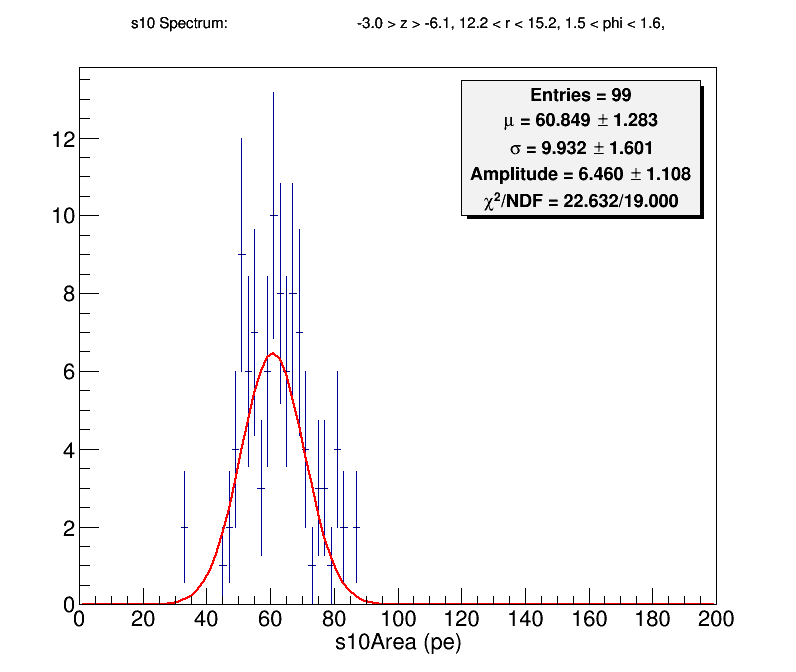 s10 Spectrum: -3.0 > z > -6.1, 12.2 < r < 15.2, 1.5 < phi < 1.6,
Entries = 99
μ = 60.849 ± 1.283
σ = 9.932 ± 1.601
Amplitude = 6.460 ± 1.108
χ²/NDF = 22.632/19.000
12
10
8
6
4
2
0
0 20 40 60 80 100 120 140 160 180 200
s10Area (pe)